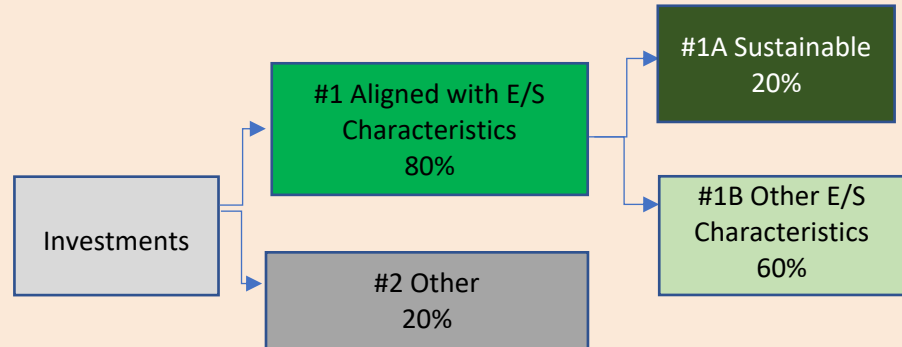 Investments
#1 Aligned with E/S
Characteristics
80%
#2 Other
20%
#1A Sustainable
20%
#1B Other E/S
Characteristics
60%